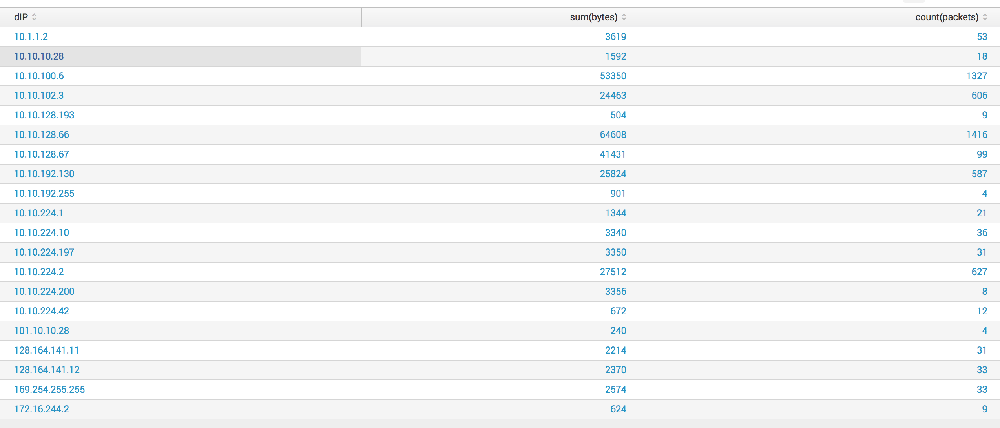 dIP sum(bytes) count(packets)
10.1.1.2 3619 53
10.10.10.28 1592 18
10.10.100.6 53350 1327
10.10.102.3 24463 606
10.10.128.193 504 9
10.10.128.66 64608 1416
10.10.128.67 41431 99
10.10.192.130 25824 587
10.10.192.255 901 4
10.10.224.1 1344 21
10.10.224.10 3340 36
10.10.224.197 3350 31
10.10.224.2 27512 627
10.10.224.200 3356 8
10.10.224.42 672 12
101.10.10.28 240 4
128.164.141.11 2214 31
128.164.141.12 2370 33
169.254.255.255 2574 33
172.16.244.2 624 9